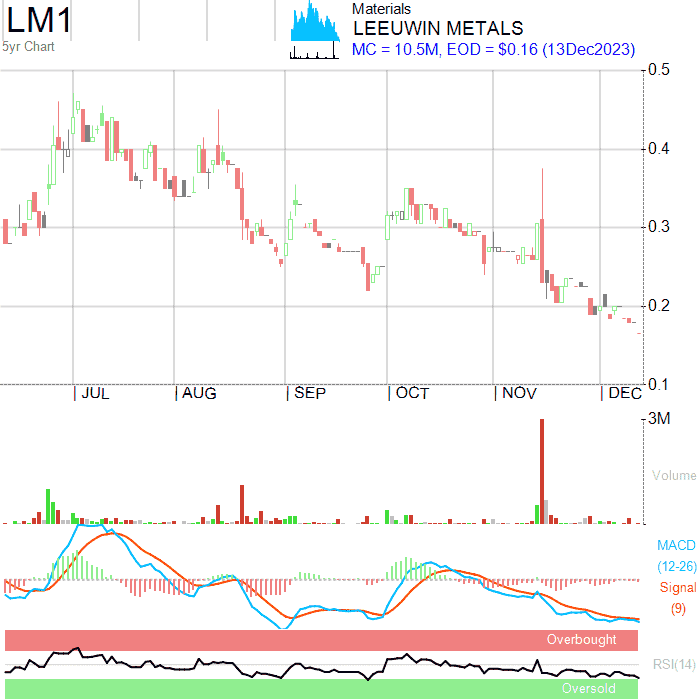 LM1
5yr Chart
Materials
LEEUWIN METALS
MC = 10.5M, EOD = $0.16 (13Dec2023)
0.5
0.4
0.3
0.2
0.1
JUL AUG SEP OCT NOV DEC
3M
Volume
MACD
(12-26)
Signal
(9)
Overbought
RSI(14)
Oversold